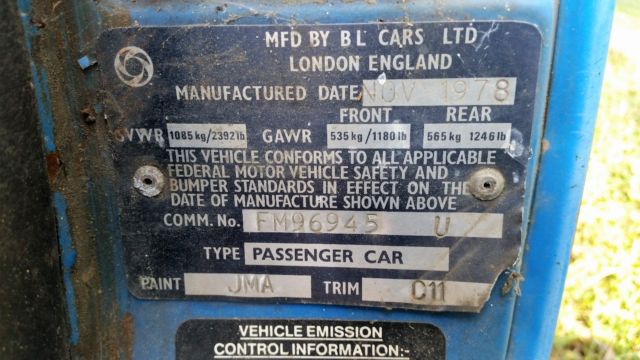 MFD BY B L CARS LTD
LONDON ENGLAND
MANUFACTURED DATE NOV 1978
FRONT REAR
GVWR 1085 kg/2392 lb GAWR 535 kg/1180 lb 565 kg 1246 lb
THIS VEHICLE CONFORMS TO ALL APPLICABLE
FEDERAL MOTOR VEHICLE SAFETY AND
BUMPER STANDARDS IN EFFECT ON THE
DATE OF MANUFACTURE SHOWN ABOVE
COMM. No. FM96945 U
TYPE PASSENGER CAR
PAINT JMA TRIM 011
VEHICLE EMISSION
CONTROL INFORMATION:-